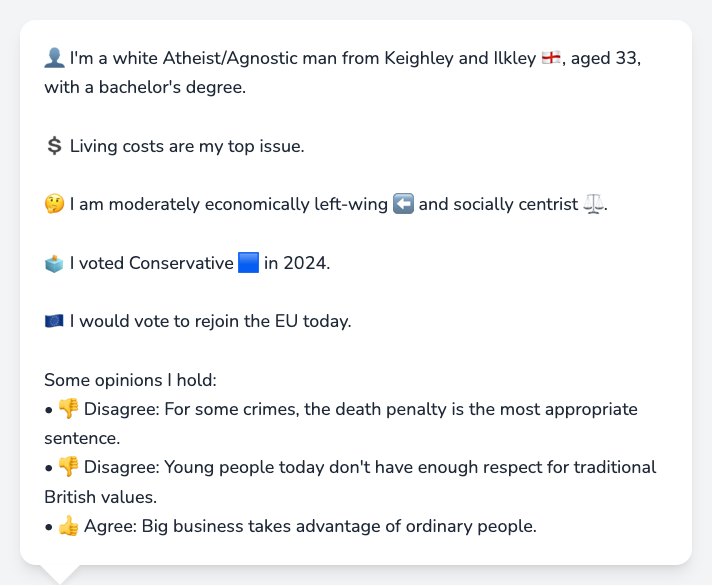 👤 I'm a white Atheist/Agnostic man from Keighley and Ilkley 🏴󠁧󠁢󠁥󠁮󠁧󠁿, aged 33,
with a bachelor's degree.
💲 Living costs are my top issue.
🤔 I am moderately economically left-wing ⬅️ and socially centrist ⚖️.
🗳️ I voted Conservative 🟦 in 2024.
🇪🇺 I would vote to rejoin the EU today.
Some opinions I hold:
• 👎 Disagree: For some crimes, the death penalty is the most appropriate
sentence.
• 👎 Disagree: Young people today don't have enough respect for traditional
British values.
• 👍 Agree: Big business takes advantage of ordinary people.